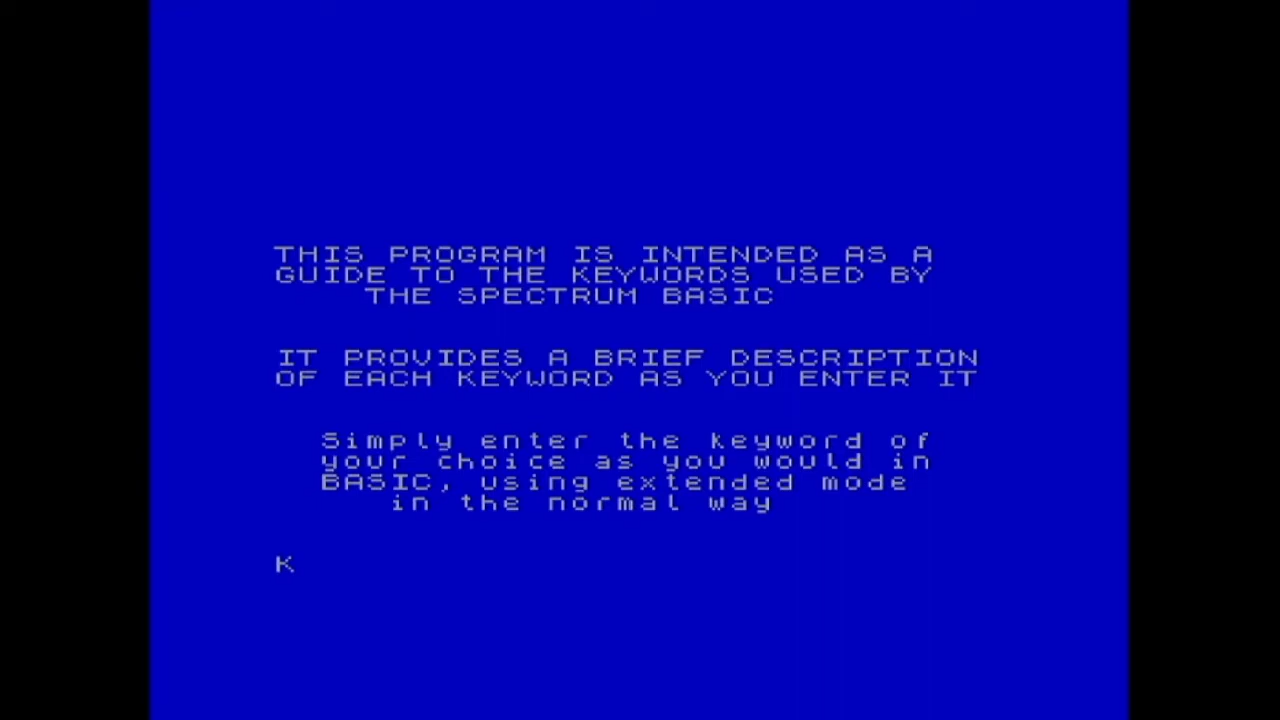 THIS PROGRAM IS INTENDED AS A
GUIDE TO THE KEYWORDS USED BY
THE SPECTRUM BASIC
IT PROVIDES A BRIEF DESCRIPTION
OF EACH KEYWORD AS YOU ENTER IT
Simply enter the keyword of
your choice as you would in
BASIC, using extended mode
in the normal way
K